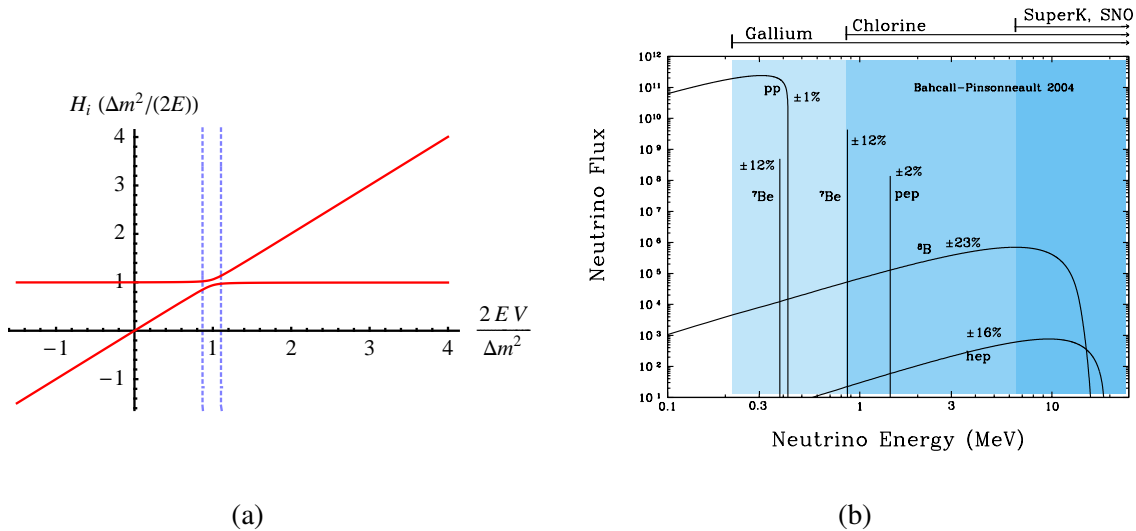 H_i (Δm²/(2E))
4
3
2
1
−1
−1
1
2
3
4
2 E V
Δm²
(a)
SuperK, SNO
Gallium
Chlorine
Neutrino Flux
10¹²
10¹¹
10¹⁰
10⁹
10⁸
10⁷
10⁶
10⁵
10⁴
10³
10²
10¹
Bahcall−Pinsonneault 2004
pp
±1%
±12%
±12%
⁷Be
⁷Be
±2%
pep
⁸B
±23%
±16%
hep
0.1
0.3
1
3
10
Neutrino Energy (MeV)
(b)